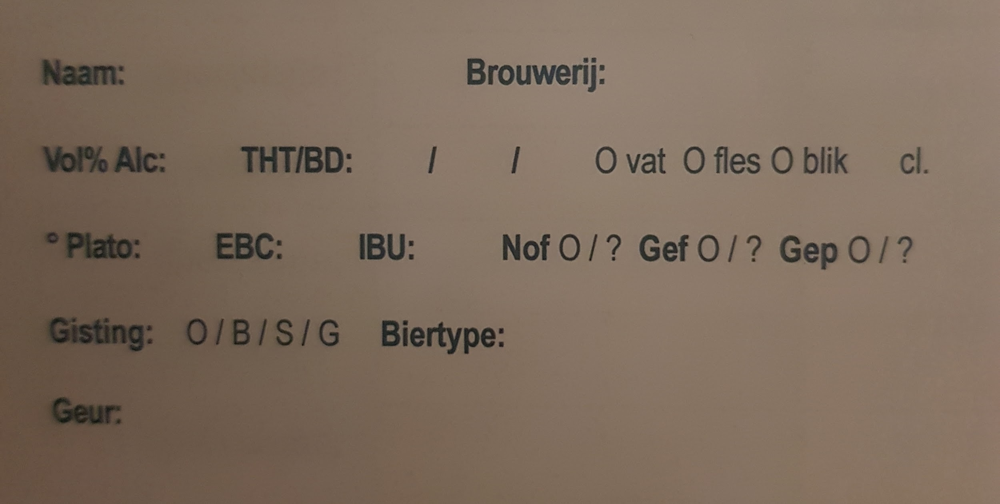 Naam: Brouwerij:
Vol% Alc: THT/BD: / / O vat O fles O blik cl.
° Plato: EBC: IBU: Nof O / ? Gef O / ? Gep O / ?
Gisting: O / B / S / G Biertype:
Geur: